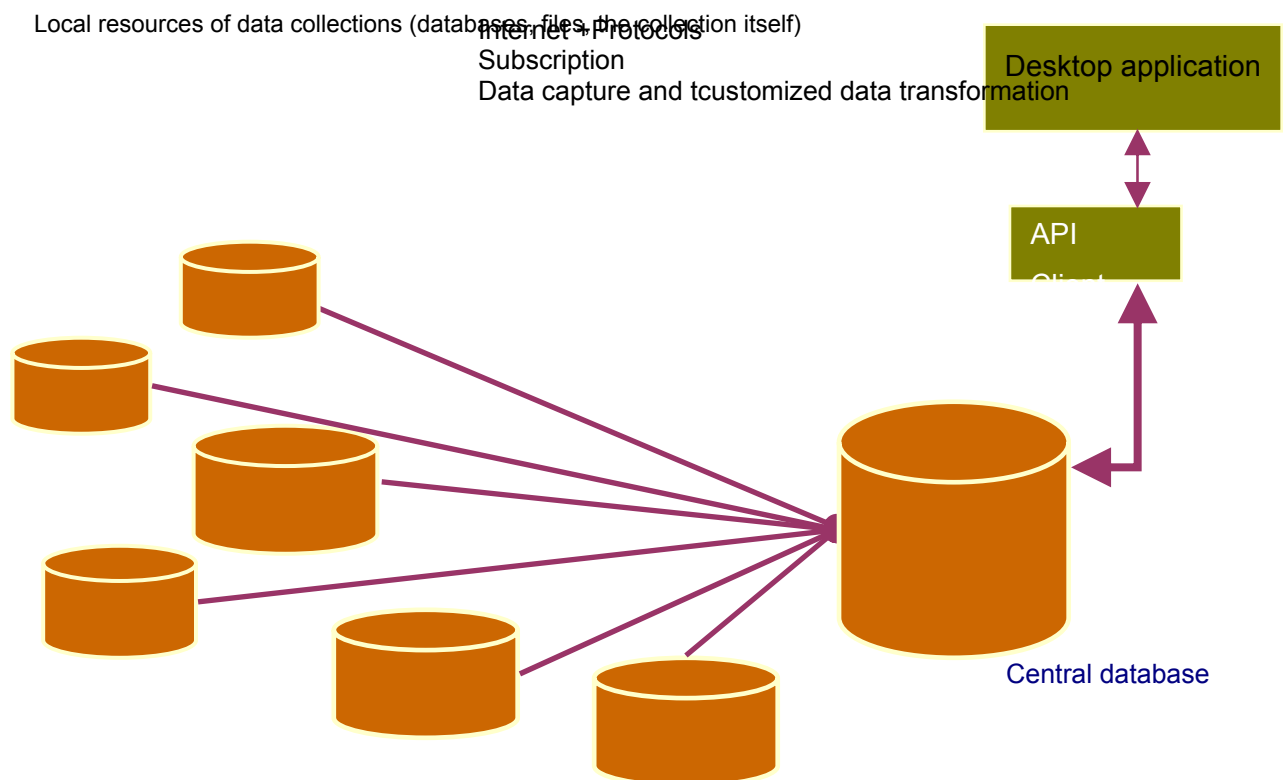 Local resources of data collections (databases, files, the collection itself)
Internet + Protocols
Subscription
Data capture and tcustomized data transformation
Desktop application
API
Client
Central database